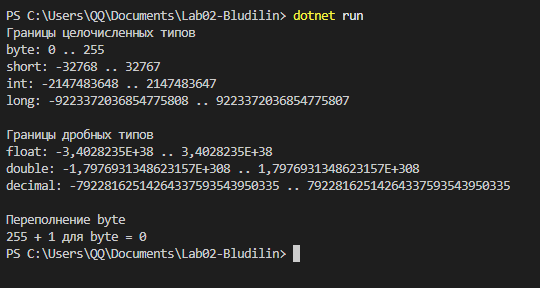 PS C:\Users\QQ\Documents\Lab02-Bludilin> dotnet run
Границы целочисленных типов
byte: 0 .. 255
short: -32768 .. 32767
int: -2147483648 .. 2147483647
long: -9223372036854775808 .. 9223372036854775807
Границы дробных типов
float: -3,4028235E+38 .. 3,4028235E+38
double: -1,7976931348623157E+308 .. 1,7976931348623157E+308
decimal: -79228162514264337593543950335 .. 79228162514264337593543950335
Переполнение byte
255 + 1 для byte = 0
PS C:\Users\QQ\Documents\Lab02-Bludilin>